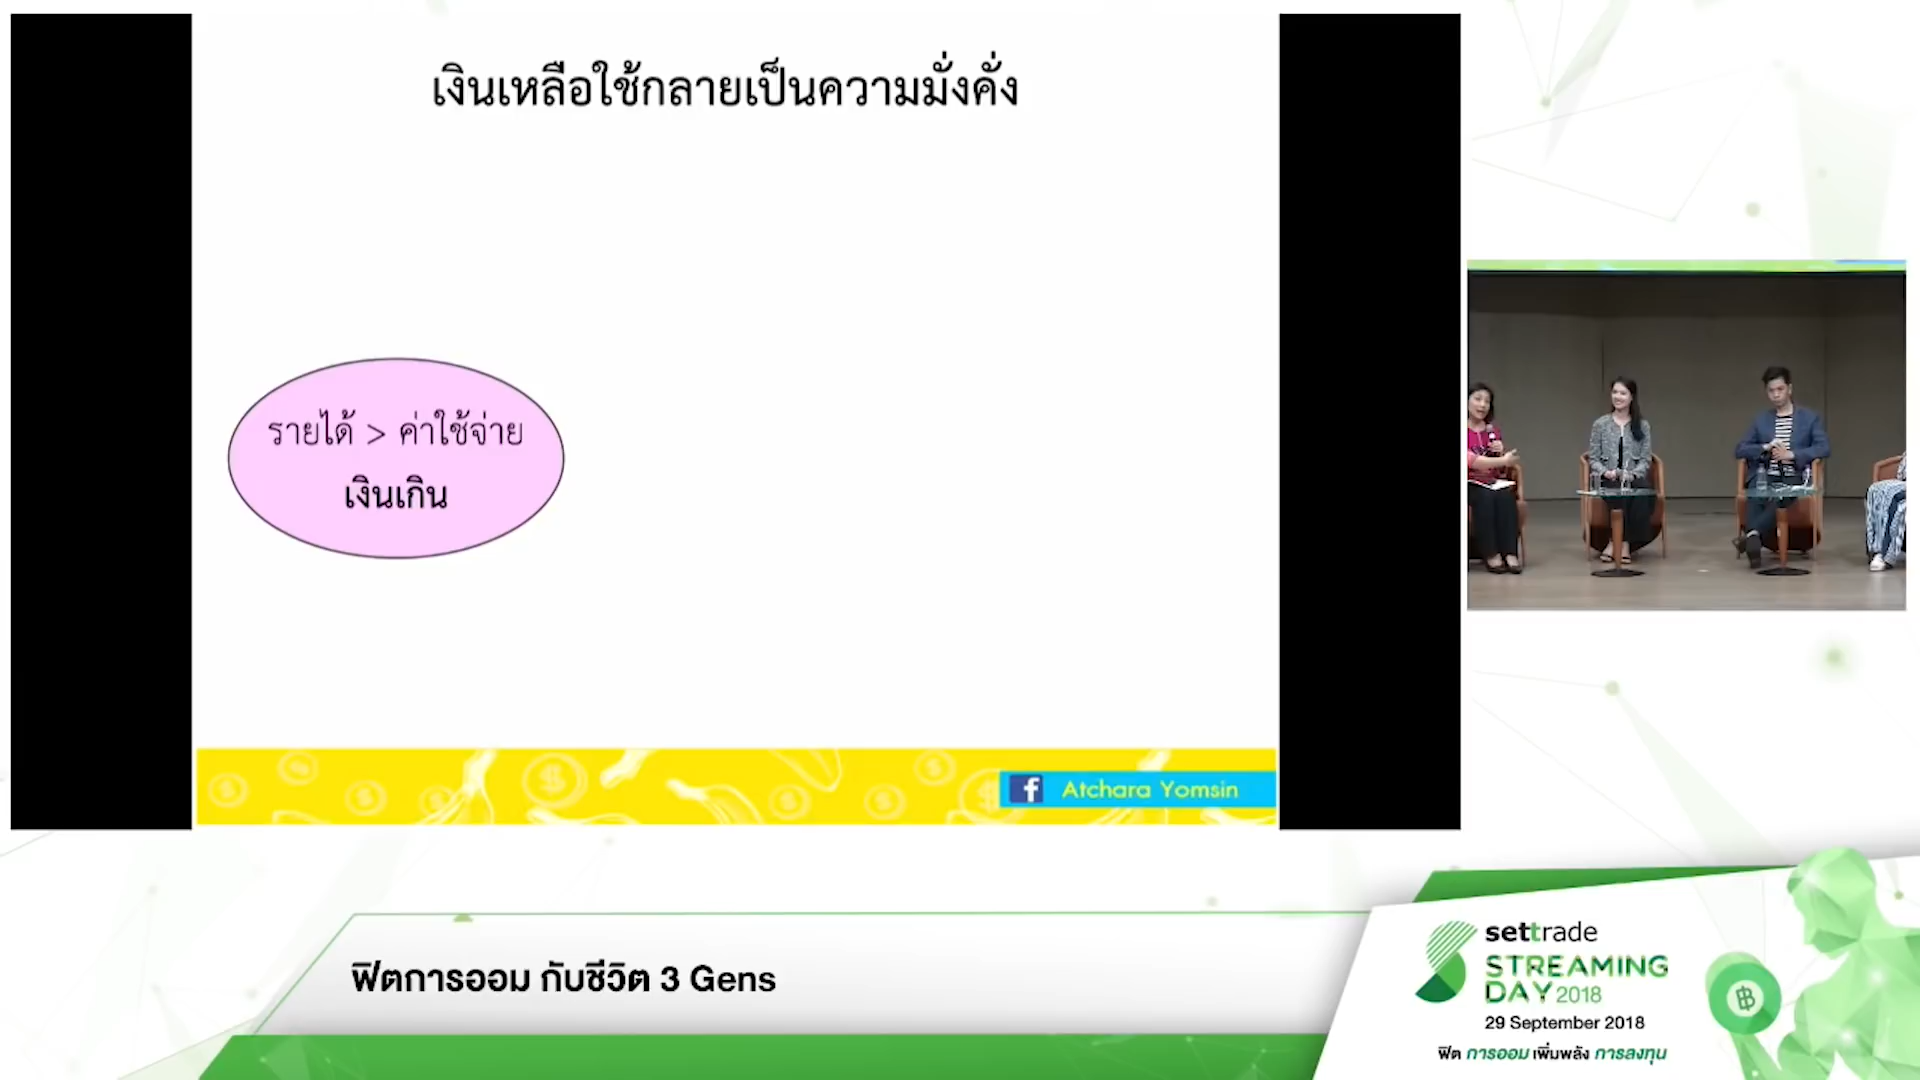 เงินเหลือใช้กลายเป็นความมั่งคั่ง
รายได้ > ค่าใช้จ่าย
เงินเกิน
f Atchara Yomsin
ฟิตการออม กับชีวิต 3 Gens
settrade
STREAMING
DAY 2018
29 September 2018
ฟิต การออม เพิ่มพลัง การลงทุน